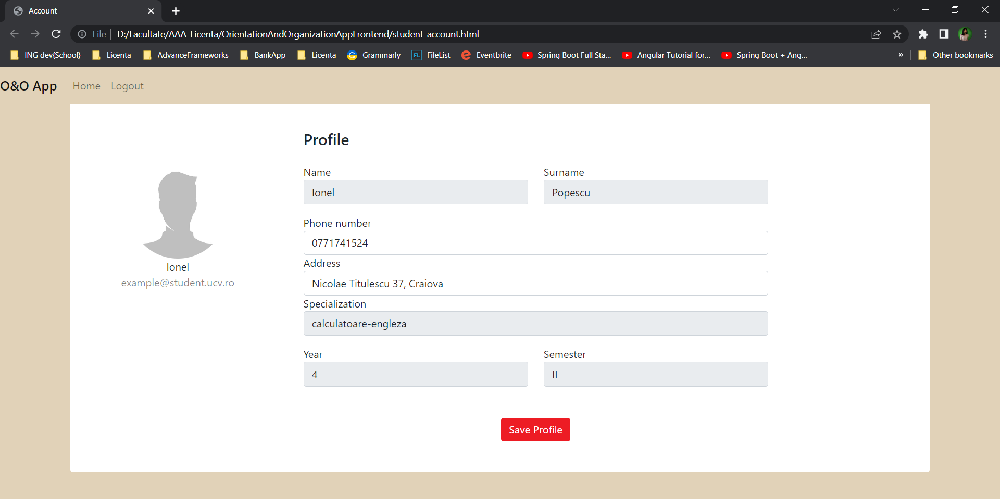 Account
File D:/Facultate/AAA_Licenta/OrientationAndOrganizationAppFrontend/student_account.html
ING dev{School} Licenta AdvanceFrameworks BankApp Licenta Grammarly FL FileList Eventbrite Spring Boot Full Sta... Angular Tutorial for... Spring Boot + Ang... » Other bookmarks
O&O App Home Logout
Profile
Name Surname
Ionel Popescu
Phone number
0771741524
Address
Ionel
example@student.ucv.ro
Nicolae Titulescu 37, Craiova
Specialization
calculatoare-engleza
Year Semester
4 II
Save Profile